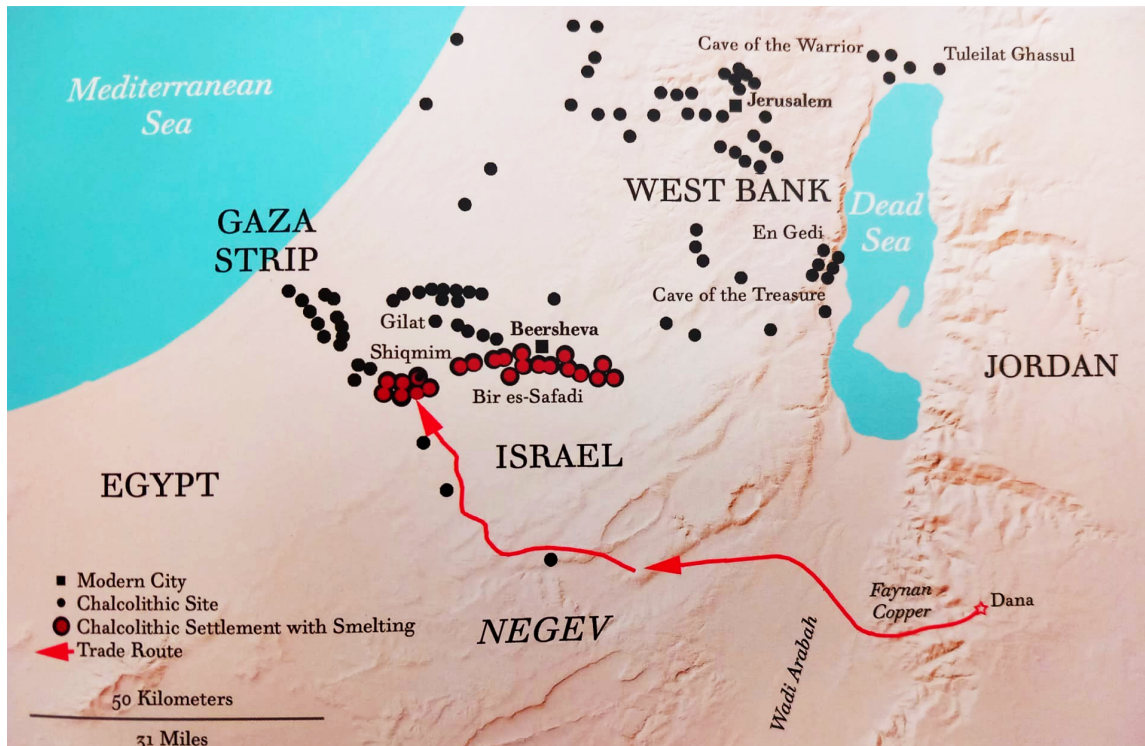 Mediterranean
Sea
Cave of the Warrior
Tuleilat Ghassul
Jerusalem
WEST BANK
Dead
Sea
GAZA
STRIP
En Gedi
Cave of the Treasure
Gilat
Beersheva
Shiqmim
Bir es-Safadi
JORDAN
ISRAEL
EGYPT
Modern City
Chalcolithic Site
Chalcolithic Settlement with Smelting
Trade Route
NEGEV
Faynan
Copper
Dana
Wadi Arabah
50 Kilometers
31 Miles